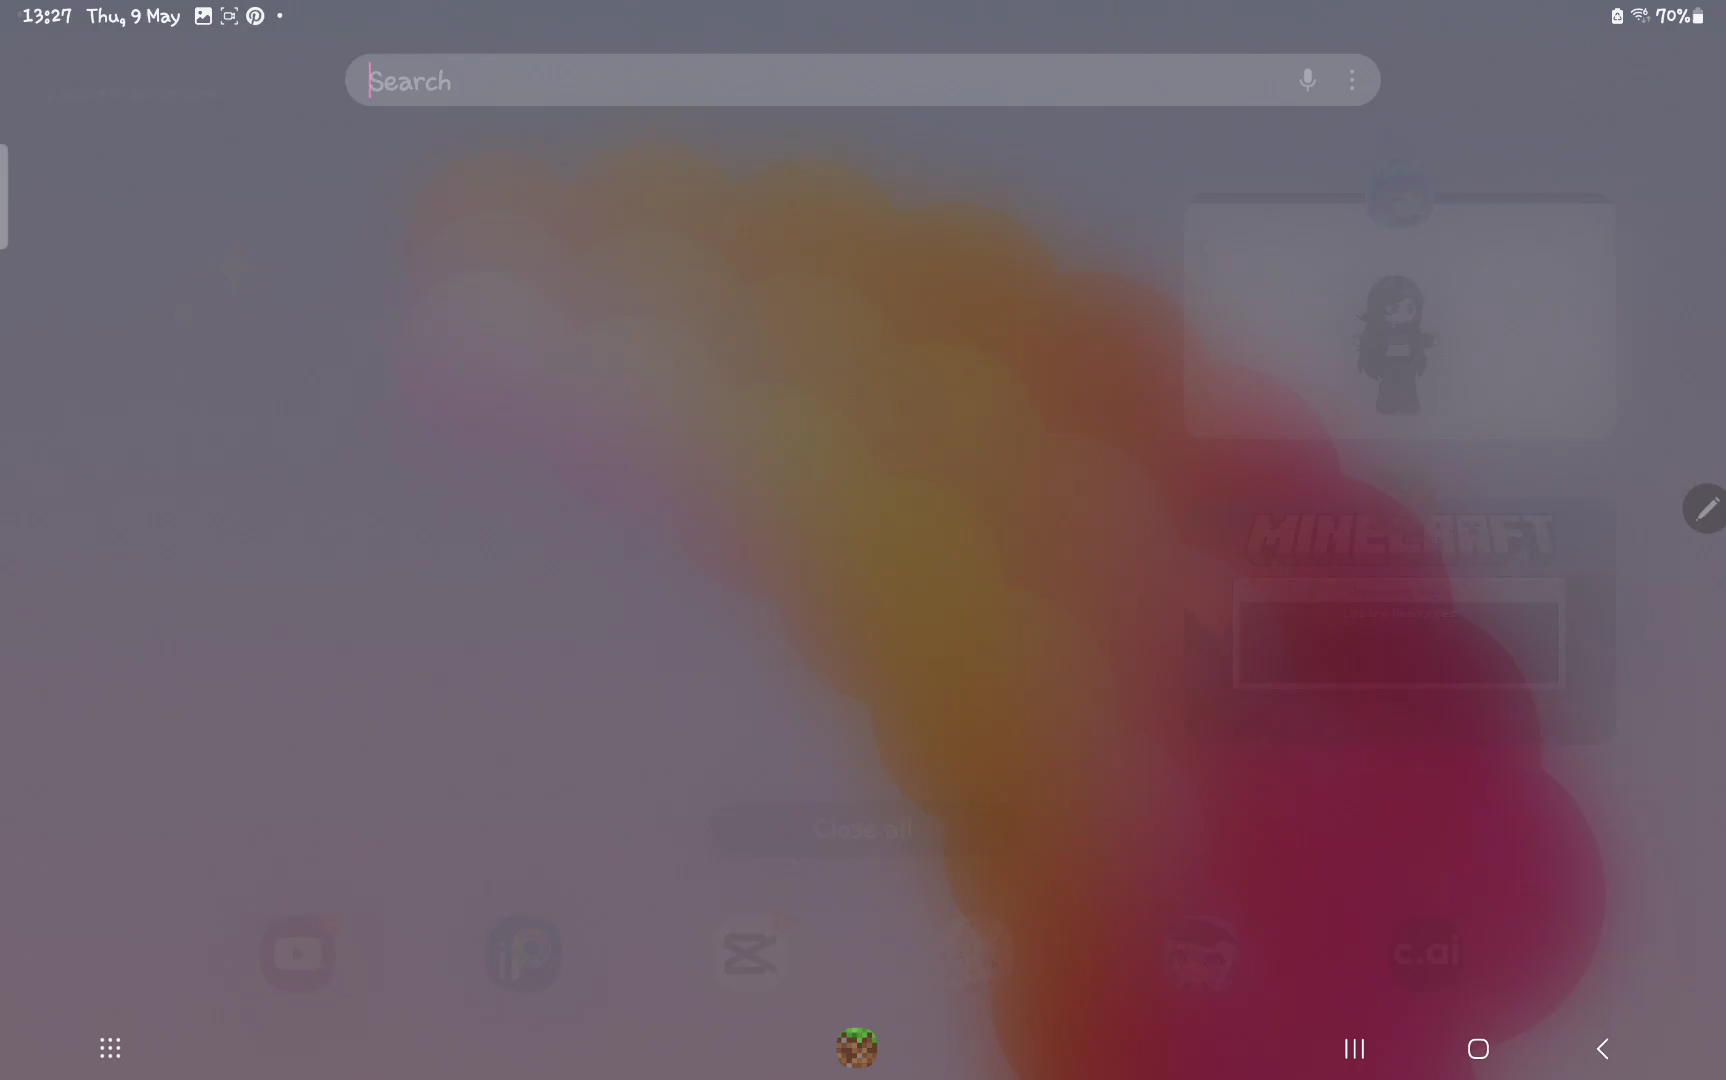 13:27 Thu, 9 May 70%
Search
MINECRAFT
Close all
c.ai